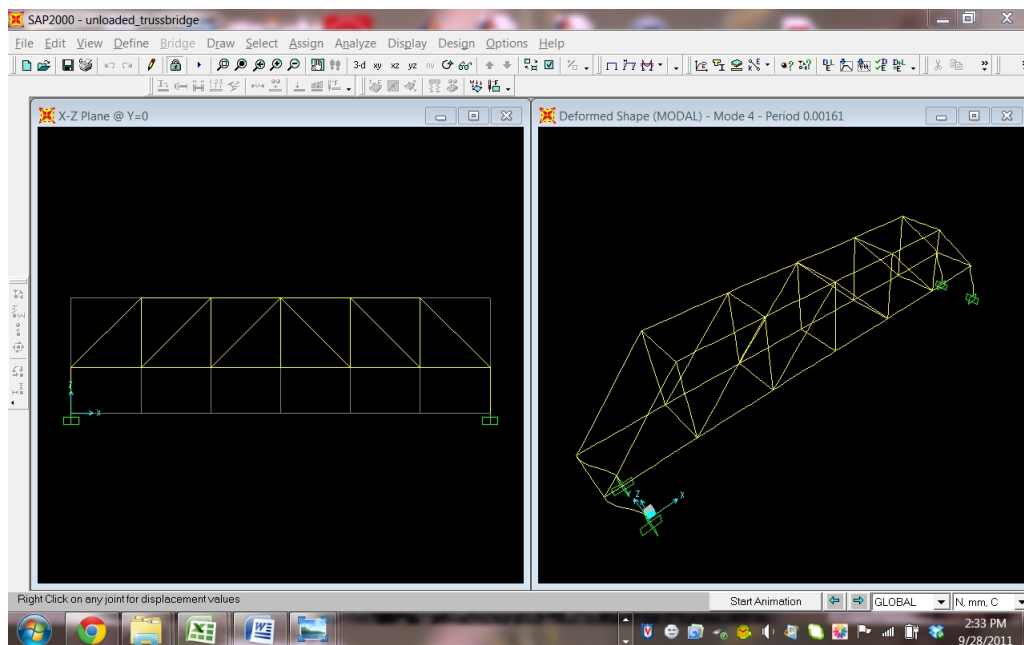 SAP2000 - unloaded_trussbridge
File Edit View Define Bridge Draw Select Assign Analyze Display Design Options Help
3-d xy xz yz nv
X-Z Plane @ Y=0
Deformed Shape (MODAL) - Mode 4 - Period 0.00161
Z
X
Z
X
Right Click on any joint for displacement values
Start Animation
GLOBAL
N, mm, C
2:33 PM
9/28/2011